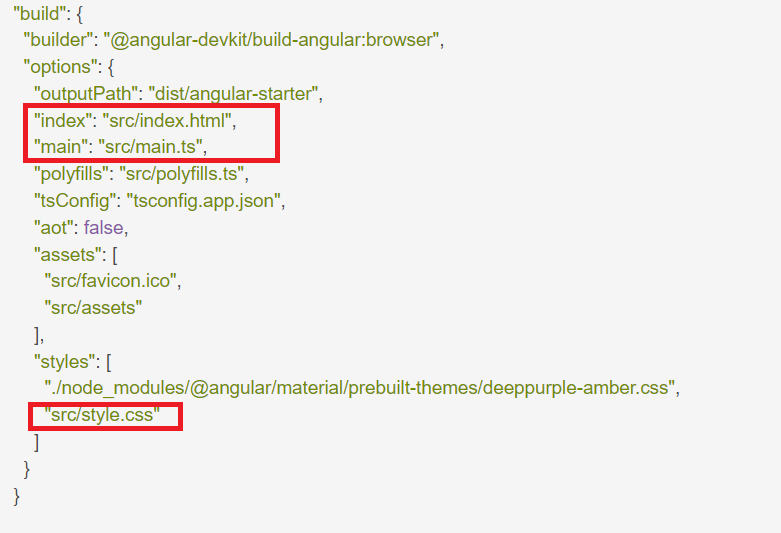 "build": {
"builder": "@angular-devkit/build-angular:browser",
"options": {
"outputPath": "dist/angular-starter",
"index": "src/index.html",
"main": "src/main.ts",
"polyfills": "src/polyfills.ts",
"tsConfig": "tsconfig.app.json",
"aot": false,
"assets": [
"src/favicon.ico",
"src/assets"
],
"styles": [
"./node_modules/@angular/material/prebuilt-themes/deeppurple-amber.css",
"src/style.css"
]
}
}